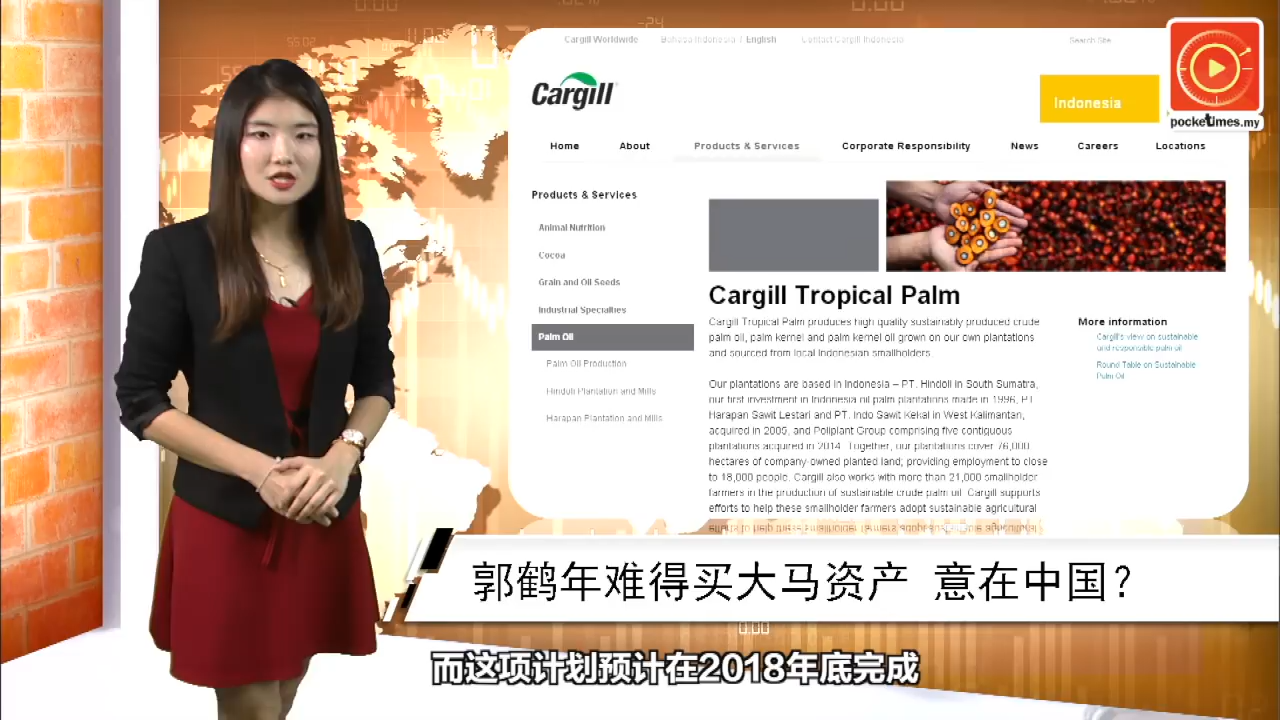 Cargill Worldwide
Bahasa Indonesia / English
Contact Cargill Indonesia
Search Site
Cargill
Indonesia
pocketimes.my
Home
About
Products & Services
Corporate Responsibility
News
Careers
Locations
Products & Services
Animal Nutrition
Cocoa
Grain and Oil Seeds
Industrial Specialties
Palm Oil
Palm Oil Production
Hindoli Plantation and Mills
Harapan Plantation and Mills
Cargill Tropical Palm
Cargill Tropical Palm produces high quality sustainably produced crude
palm oil, palm kernel and palm kernel oil grown on our own plantations
and sourced from local Indonesian smallholders.
Our plantations are based in Indonesia – PT. Hindoli in South Sumatra,
our first investment in Indonesia oil palm plantations made in 1996, PT.
Harapan Sawit Lestari and PT. Indo Sawit Kekal in West Kalimantan,
acquired in 2005, and Poliplant Group comprising five contiguous
plantations acquired in 2014. Together, our plantations cover 76,000
hectares of company-owned planted land; providing employment to close
to 18,000 people. Cargill also works with more than 21,000 smallholder
farmers in the production of sustainable crude palm oil. Cargill supports
efforts to help these smallholder farmers adopt sustainable agricultural
More information
Cargill's view on sustainable
and responsible palm oil
Round Table on Sustainable
Palm Oil
郭鹤年难得买大马资产 意在中国？
0.00
而这项计划预计在2018年底完成